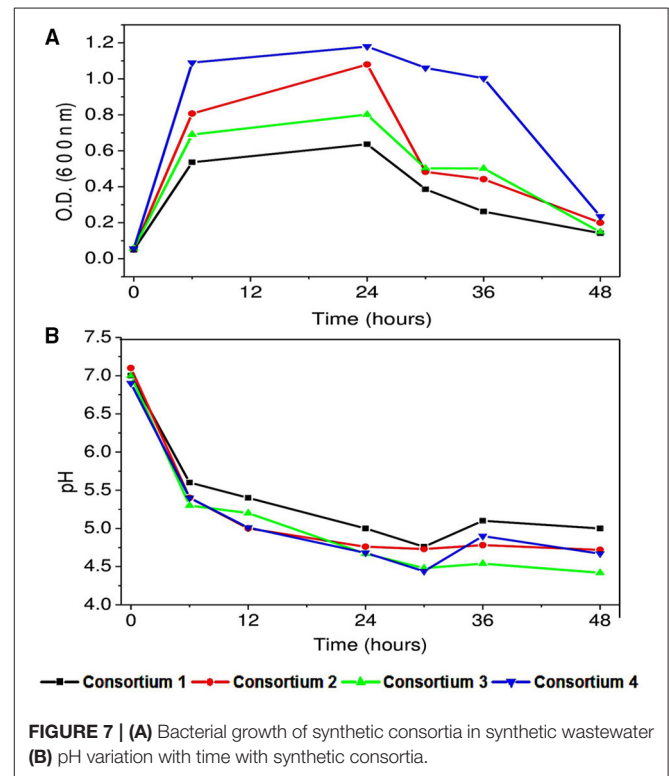 A
1.2
1.0
0.8
0.6
0.4
0.2
0.0
O.D. (600nm)
0 12 24 36 48
Time (hours)
B
7.5
7.0
6.5
6.0
5.5
5.0
4.5
4.0
pH
0 12 24 36 48
Time (hours)
Consortium 1 Consortium 2 Consortium 3 Consortium 4
FIGURE 7 | (A) Bacterial growth of synthetic consortia in synthetic wastewater
(B) pH variation with time with synthetic consortia.